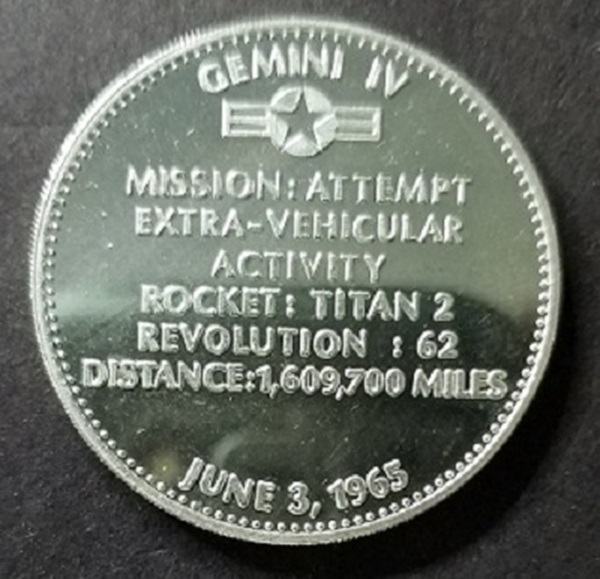 GEMINI IV
MISSION: ATTEMPT
EXTRA-VEHICULAR
ACTIVITY
ROCKET: TITAN 2
REVOLUTION : 62
DISTANCE:1,609,700 MILES
JUNE 3, 1965